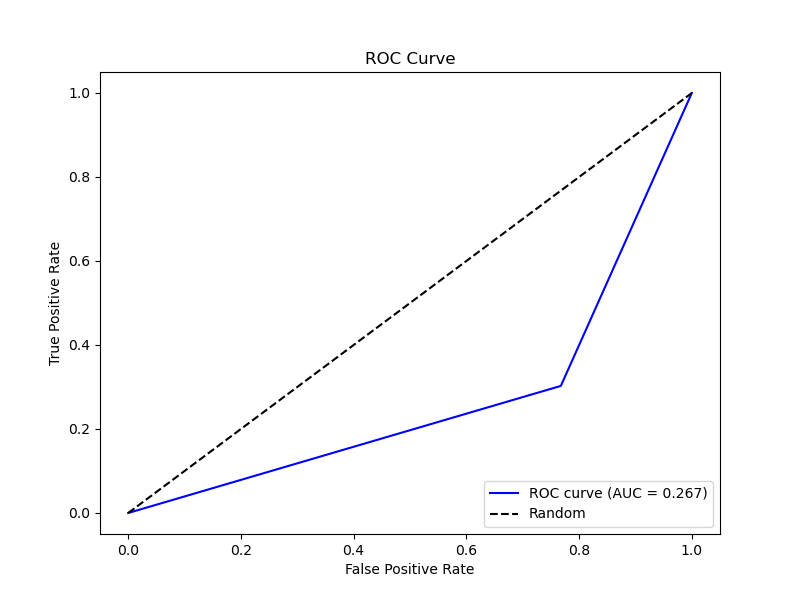 ROC Curve
1.0
0.8
0.6
0.4
0.2
0.0
True Positive Rate
0.0 0.2 0.4 0.6 0.8 1.0
False Positive Rate
ROC curve (AUC = 0.267)
Random